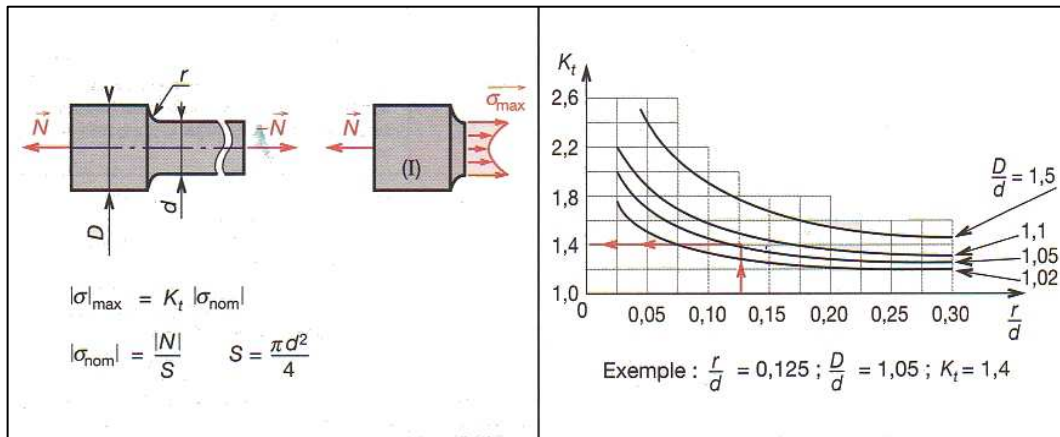 r
N
D
d
-N
N
σmax
(I)
|σ|max = Kt |σnom|
|σnom| = |N|/S S = πd²/4
Kt
2,6
2,2
1,8
1,4
1,0
0 0,05 0,10 0,15 0,20 0,25 0,30 r/d
D/d = 1,5
1,1
1,05
1,02
Exemple : r/d = 0,125 ; D/d = 1,05 ; Kt = 1,4